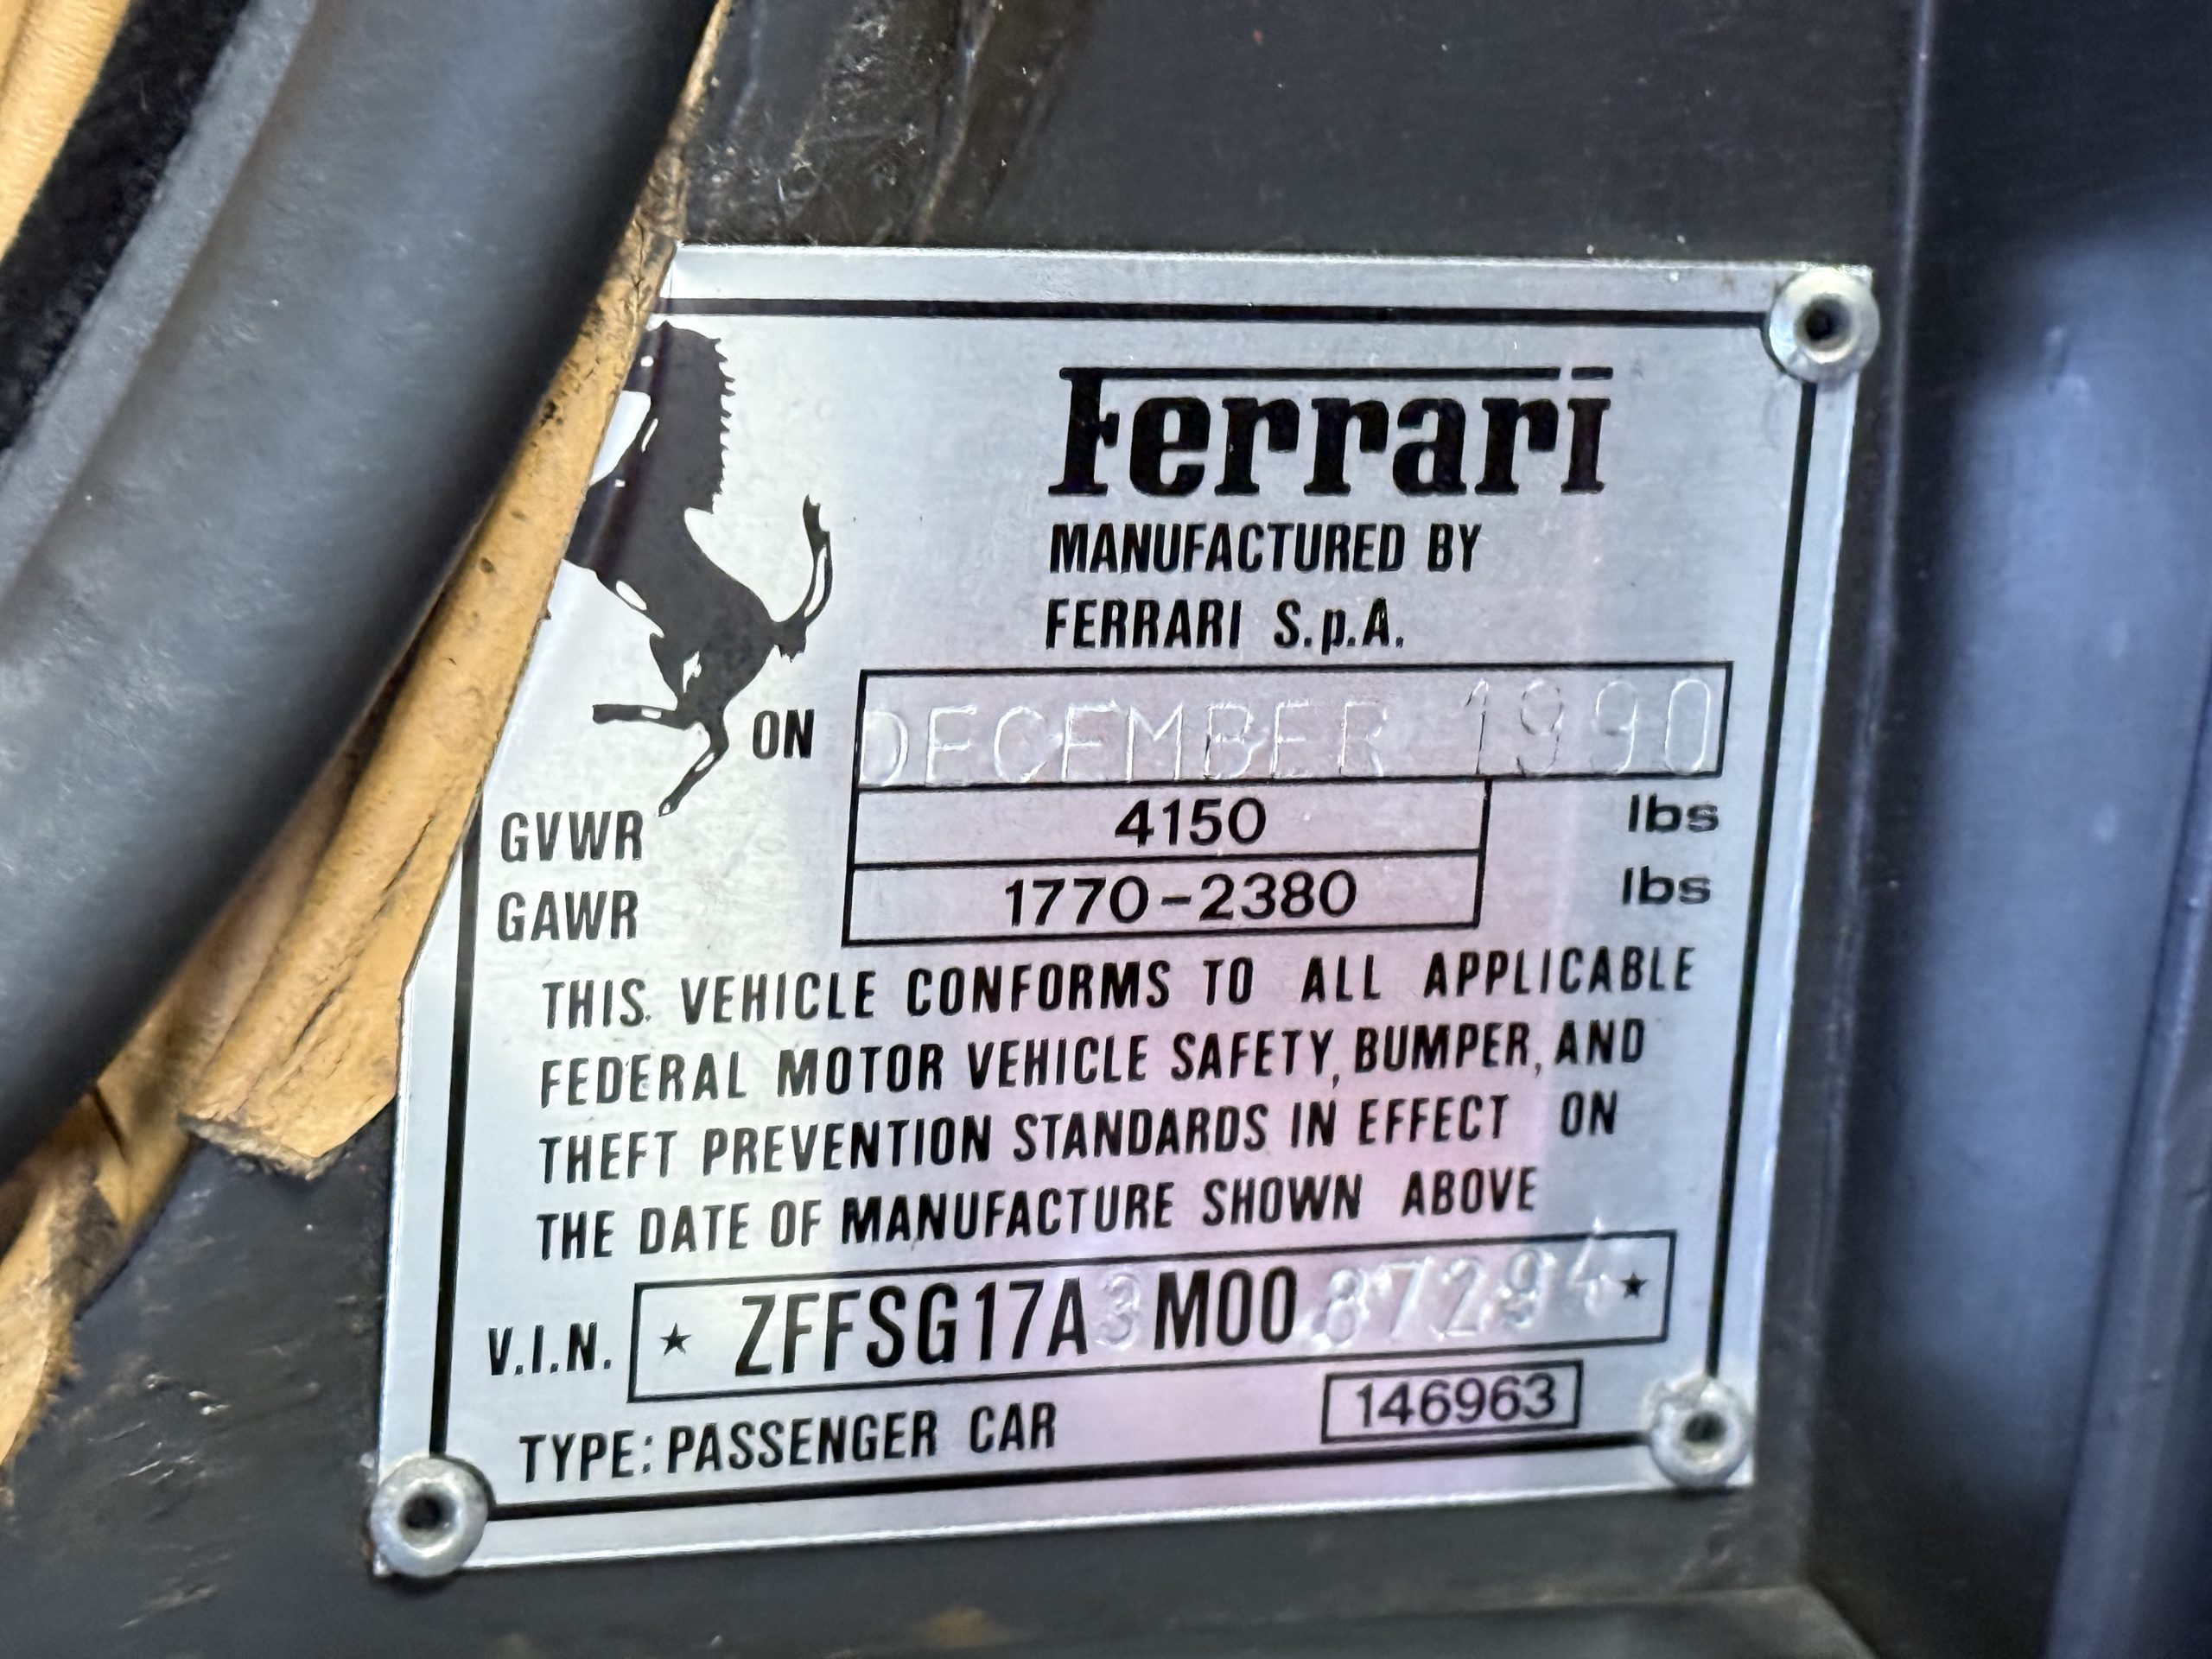 Ferrari
MANUFACTURED BY
FERRARI S.p.A.
ON DECEMBER 1990
GVWR 4150 lbs
GAWR 1770-2380 lbs
THIS VEHICLE CONFORMS TO ALL APPLICABLE
FEDERAL MOTOR VEHICLE SAFETY, BUMPER, AND
THEFT PREVENTION STANDARDS IN EFFECT ON
THE DATE OF MANUFACTURE SHOWN ABOVE
V.I.N. ★ ZFFSG17A3M0087294 ★
TYPE: PASSENGER CAR 146963